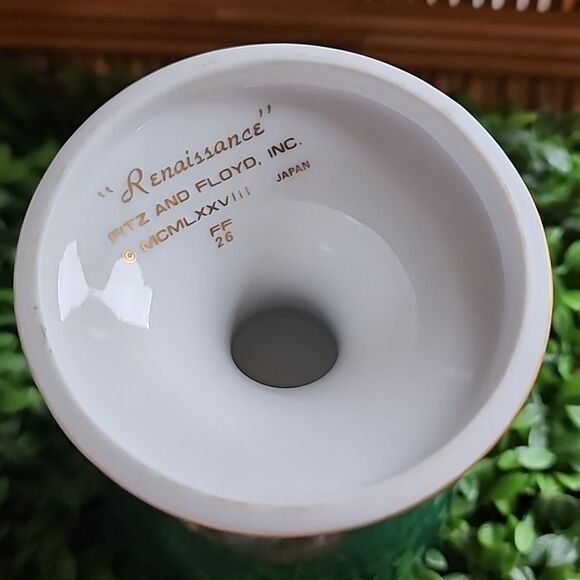 "Renaissance"
FITZ AND FLOYD, INC.
© MCMLXXVIII JAPAN
FF
26